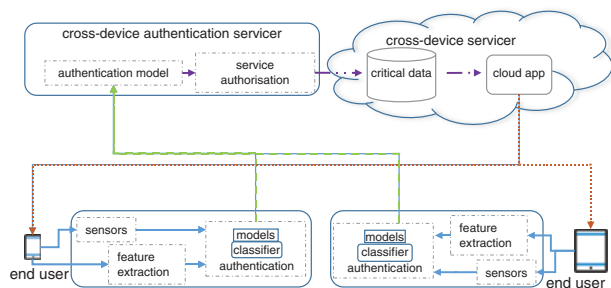 cross-device authentication servicer
authentication model
service
authorisation
cross-device servicer
critical data
cloud app
end user
sensors
feature
extraction
models
classifier
authentication
models
classifier
authentication
feature
extraction
sensors
end user